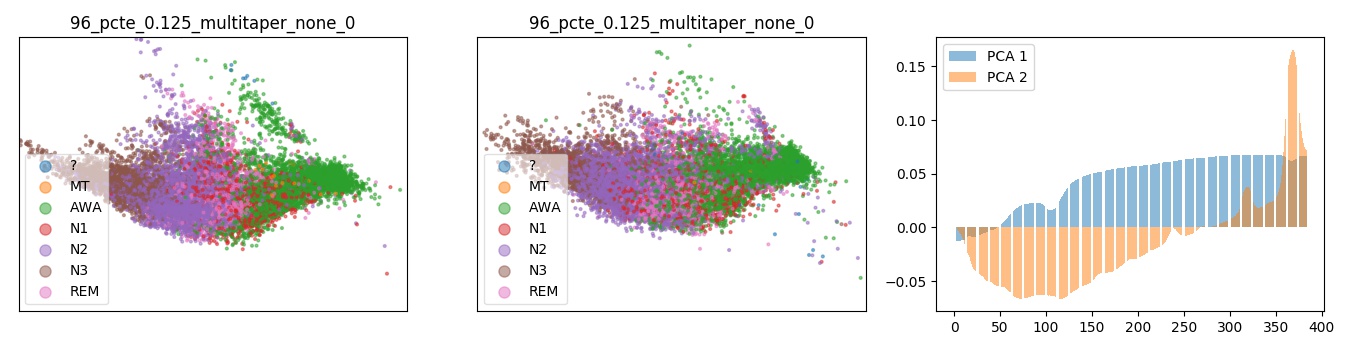 96_pcte_0.125_multitaper_none_0
?
MT
AWA
N1
N2
N3
REM
96_pcte_0.125_multitaper_none_0
?
MT
AWA
N1
N2
N3
REM
PCA 1
PCA 2
0.15
0.10
0.05
0.00
−0.05
0 50 100 150 200 250 300 350 400